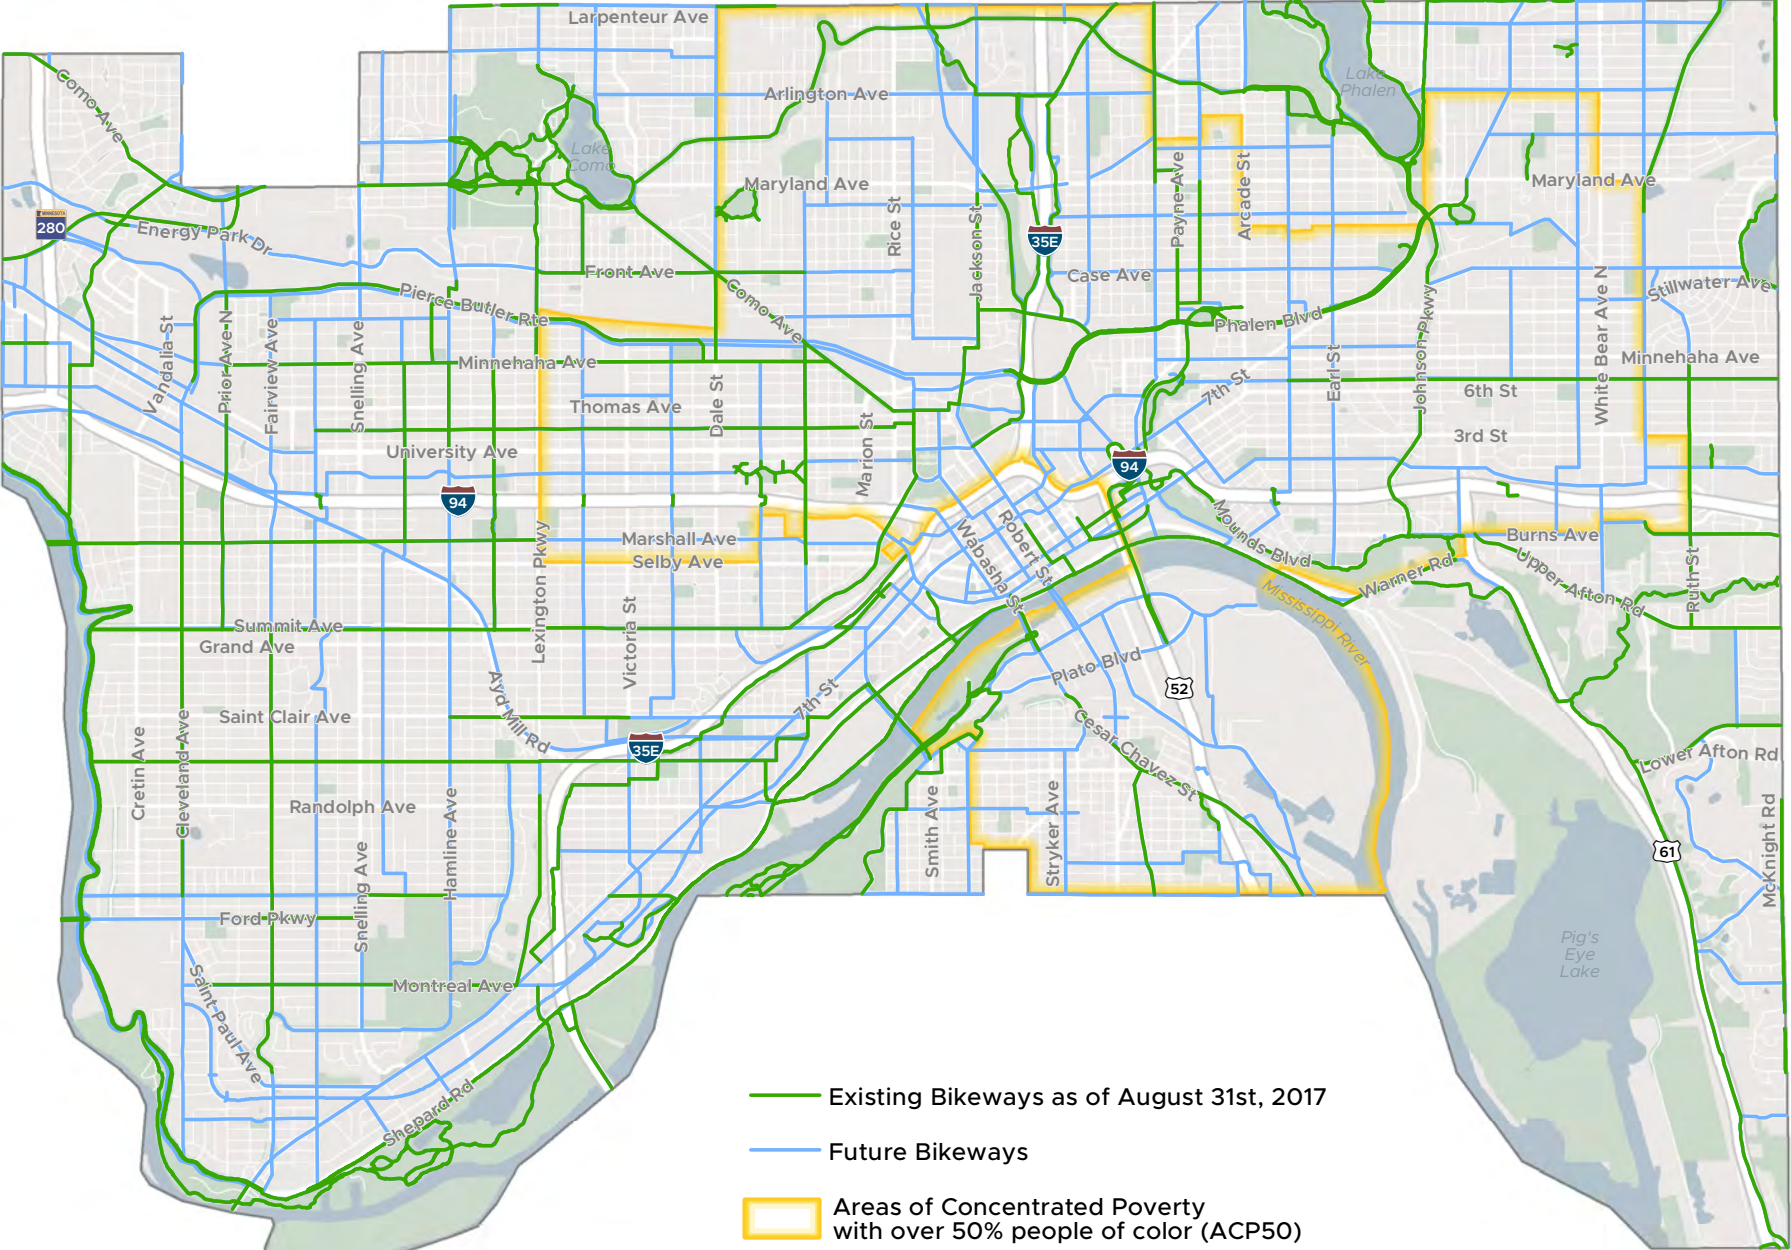 Larpenteur Ave
Como Ave
Lake
Phalen
Arlington Ave
Lake
Como
Maryland Ave
Maryland Ave
Payne Ave
Arcade St
Rice St
Jackson St
MINNESOTA
280
Energy Park Dr
35E
Front Ave
Case Ave
Como Ave
Stillwater Ave
Pierce Butler Rte
Phalen Blvd
Johnson Pkwy
White Bear Ave N
Vandalia St
Prior Ave N
Fairview Ave
Snelling Ave
Minnehaha Ave
Minnehaha Ave
Earl St
7th St
6th St
Dale St
Thomas Ave
Marion St
3rd St
University Ave
94
94
Robert St
Wabasha St
Mounds Blvd
Burns Ave
Marshall Ave
Selby Ave
Lexington Pkwy
Warner Rd
Upper Afton Rd
Ruth St
Mississippi River
Summit Ave
Grand Ave
Victoria St
Plato Blvd
52
Ayd Mill Rd
7th St
Saint Clair Ave
Cesar Chavez St
35E
Cretin Ave
Cleveland Ave
Lower Afton Rd
Randolph Ave
Hamline Ave
Smith Ave
Stryker Ave
McKnight Rd
61
Snelling Ave
Ford Pkwy
Pig's
Eye
Lake
Saint Paul Ave
Montreal Ave
Shepard Rd
Existing Bikeways as of August 31st, 2017
Future Bikeways
Areas of Concentrated Poverty
with over 50% people of color (ACP50)